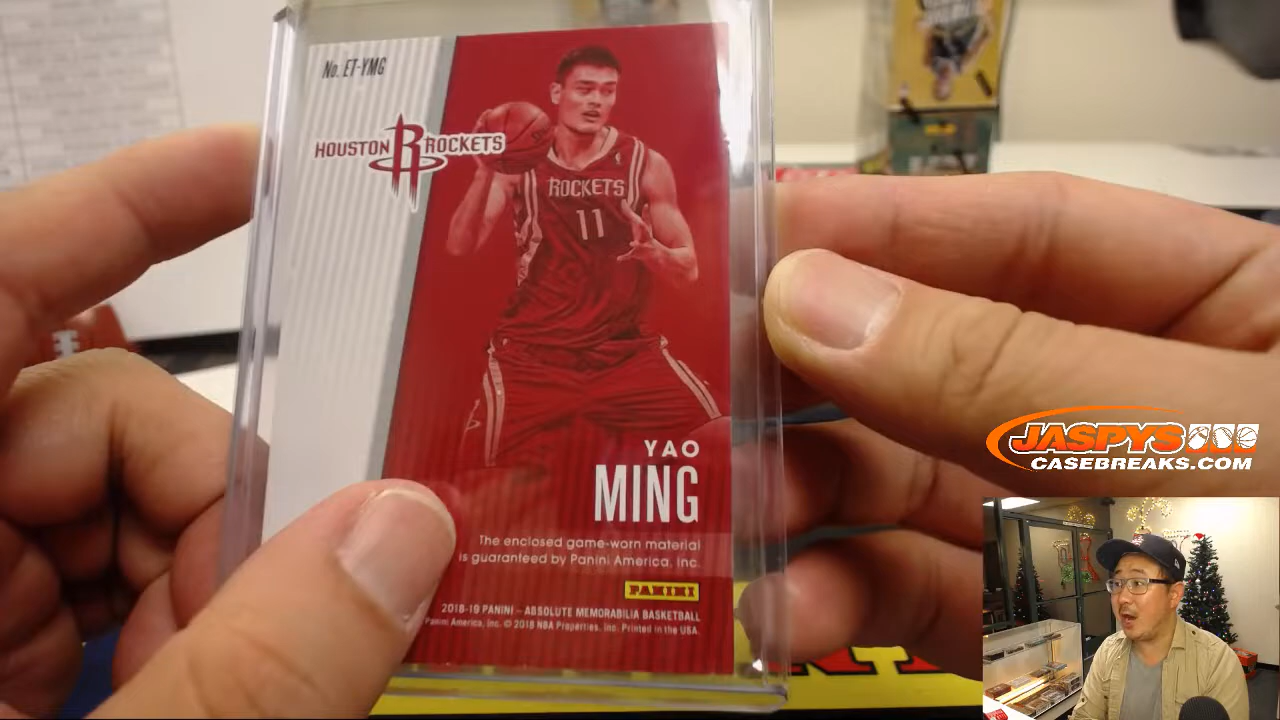 No. ET-YMG
HOUSTON R ROCKETS
ROCKETS
11
YAO
MING
The enclosed game-worn material
is guaranteed by Panini America, Inc.
PANINI
2018-19 PANINI – ABSOLUTE MEMORABILIA BASKETBALL
Panini America, Inc. © 2018 NBA Properties, Inc. Printed in the USA.
JASPYS
CASEBREAKS.COM